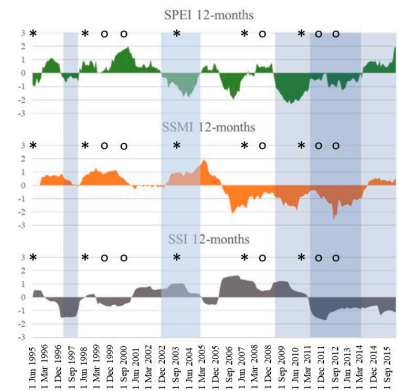 SPEI 12-months
3 * * o o * * o * o o
2
1
0
-1
-2
-3
SSMI 12-months
3 * * o o * * o * o o
2
1
0
-1
-2
-3
SSI 12-months
3 * * o o * * o * o o
2
1
0
-1
-2
-3
1 Jun 1995
1 Mar 1996
1 Dec 1996
1 Sep 1997
1 Jun 1998
1 Mar 1999
1 Dec 1999
1 Sep 2000
1 Jun 2001
1 Mar 2002
1 Dec 2002
1 Sep 2003
1 Jun 2004
1 Mar 2005
1 Dec 2005
1 Sep 2006
1 Jun 2007
1 Mar 2008
1 Dec 2008
1 Sep 2009
1 Jun 2010
1 Mar 2011
1 Dec 2011
1 Sep 2012
1 Jun 2013
1 Mar 2014
1 Dec 2014
1 Sep 2015